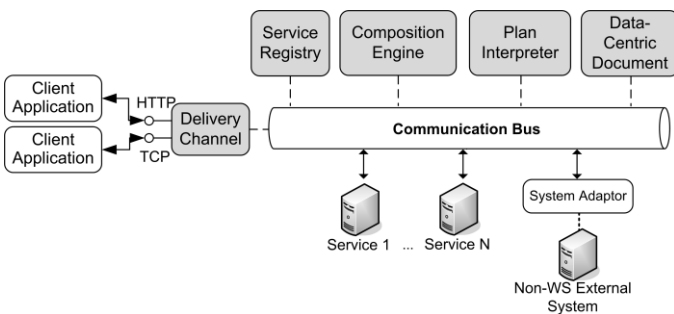 Service
Registry
Composition
Engine
Plan
Interpreter
Data-
Centric
Document
Client
Application
HTTP
Delivery
Channel
Communication Bus
Client
Application
TCP
System Adaptor
Service 1 ... Service N
Non-WS External
System